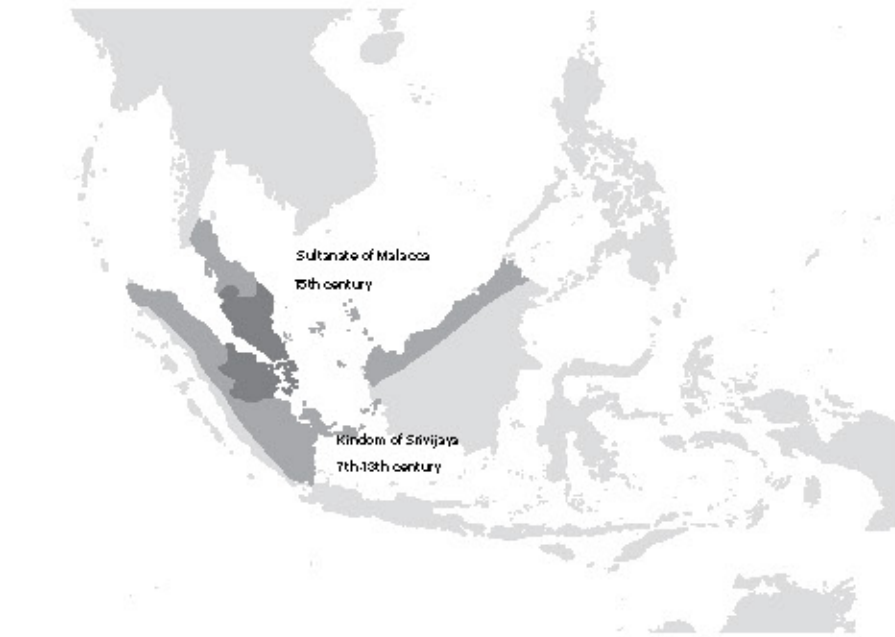 Sultanate of Malacca
15th century
Kindom of Srivijaya
7th-13th century